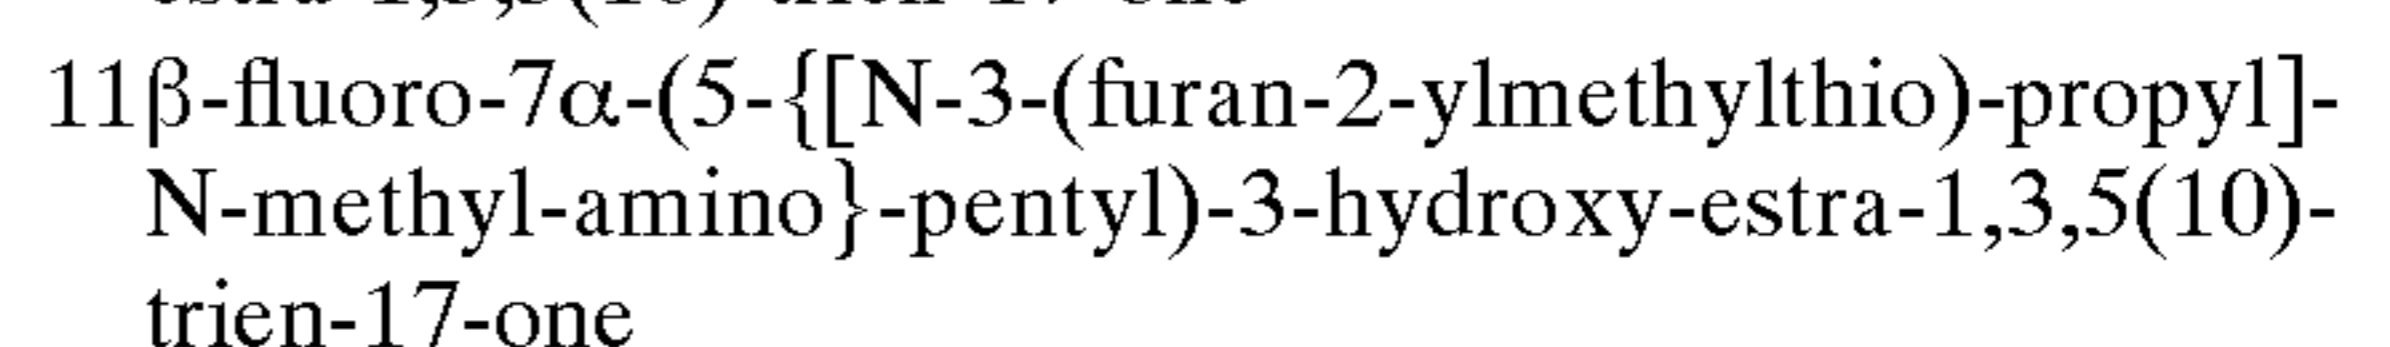 11β-fluoro-7α-(5-{[N-3-(furan-2-ylmethylthio)-propyl]-
N-methyl-amino}-pentyl)-3-hydroxy-estra-1,3,5(10)-
trien-17-one